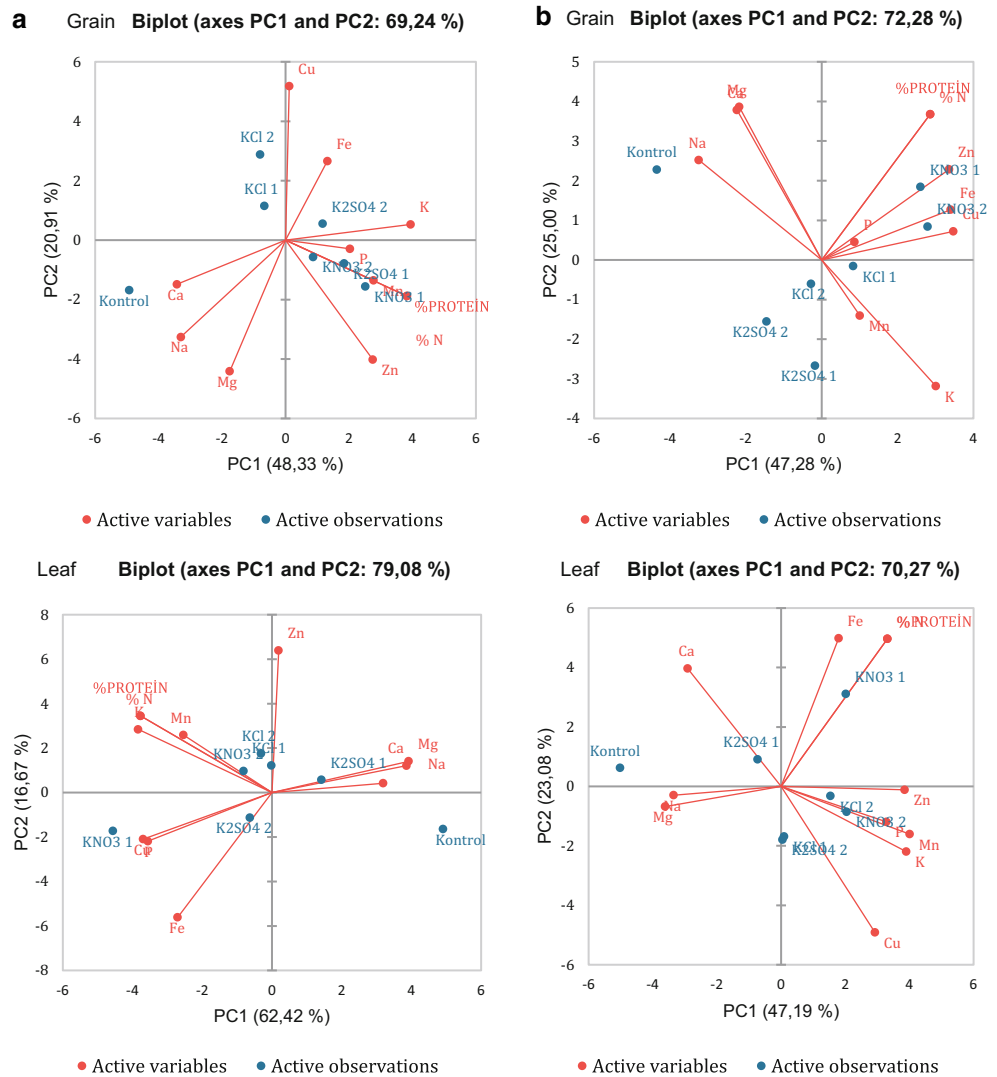 a Grain Biplot (axes PC1 and PC2: 69,24 %)
6
4
2
0
-2
-4
-6
-6 -4 -2 0 2 4 6
PC2 (20,91 %)
PC1 (48,33 %)
Cu
KCl 2
Fe
KCl 1
K2SO4 2
K
P
KNO3 2
K2SO4 1
Mn
KNO3 1
%PROTEİN
% N
Ca
Kontrol
Na
Mg
Zn
Active variables Active observations
b Grain Biplot (axes PC1 and PC2: 72,28 %)
5
4
3
2
1
0
-1
-2
-3
-4
-6 -4 -2 0 2 4
PC2 (25,00 %)
PC1 (47,28 %)
Mg
Ca
%PROTEİN
% N
Na
Kontrol
Zn
KNO3 1
Fe
KNO3 2
Cu
P
KCl 1
KCl 2
Mn
K2SO4 2
K2SO4 1
K
Active variables Active observations
Leaf Biplot (axes PC1 and PC2: 79,08 %)
8
6
4
2
0
-2
-4
-6
-8
-6 -4 -2 0 2 4 6
PC2 (16,67 %)
PC1 (62,42 %)
Zn
%PROTEİN
% N
K
Mn
KCl 2
KCl 1
KNO3 2
Ca
Mg
Na
K2SO4 1
K2SO4 2
KNO3 1
Cu
P
Kontrol
Fe
Active variables Active observations
Leaf Biplot (axes PC1 and PC2: 70,27 %)
6
4
2
0
-2
-4
-6
-6 -4 -2 0 2 4 6
PC2 (23,08 %)
PC1 (47,19 %)
Fe
% N
%PROTEİN
Ca
KNO3 1
K2SO4 1
Kontrol
Na
Mg
Zn
KCl 2
KNO3 2
P
Mn
KCl 1
K2SO4 2
K
Cu
Active variables Active observations